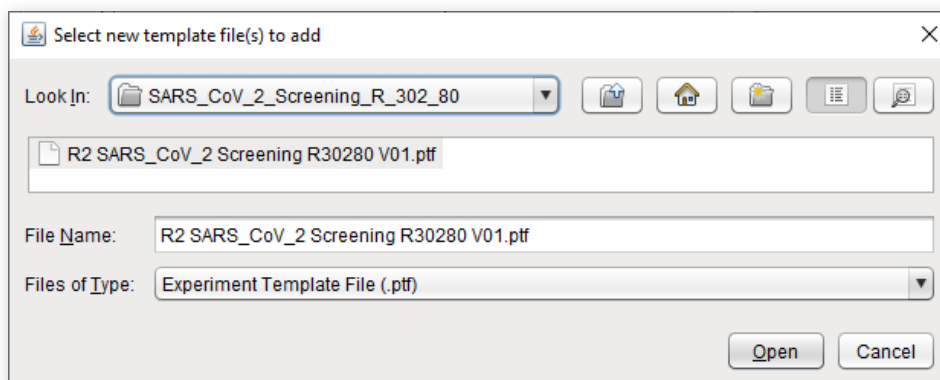 Select new template file(s) to add
Look In: SARS_CoV_2_Screening_R_302_80
R2 SARS_CoV_2 Screening R30280 V01.ptf
File Name: R2 SARS_CoV_2 Screening R30280 V01.ptf
Files of Type: Experiment Template File (.ptf)
Open Cancel